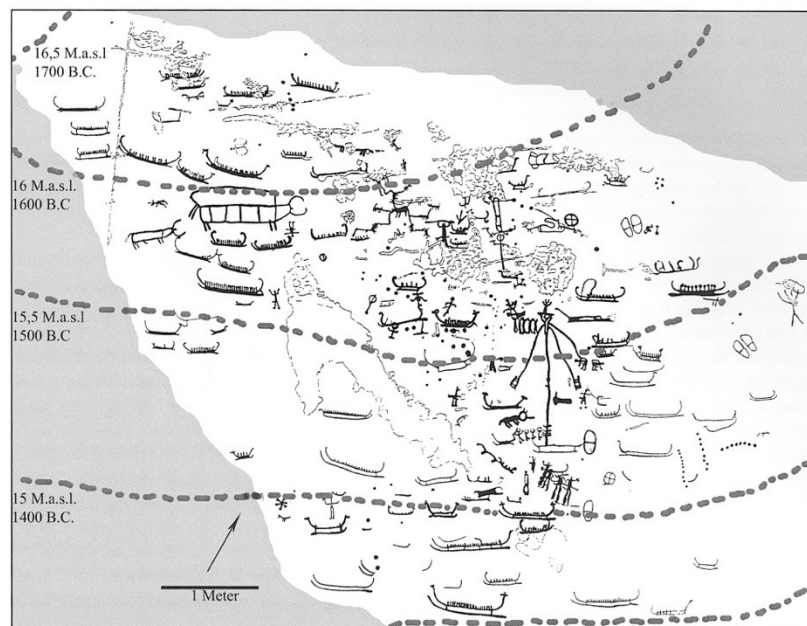 16,5 M.a.s.l
1700 B.C.
16 M.a.s.l.
1600 B.C
15,5 M.a.s.l
1500 B.C
15 M.a.s.l.
1400 B.C.
1 Meter